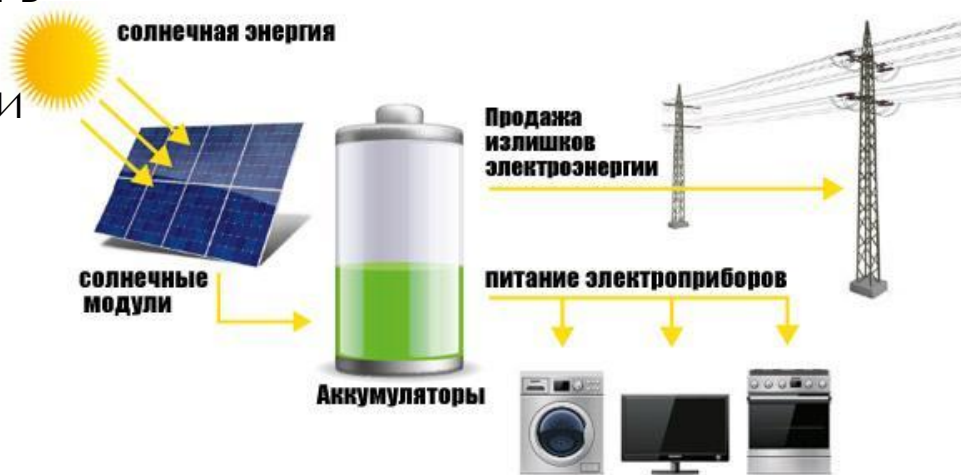 солнечная энергия
И
Продажа
излишков
электроэнергии
солнечные
модули
питание электроприборов
Аккумуляторы